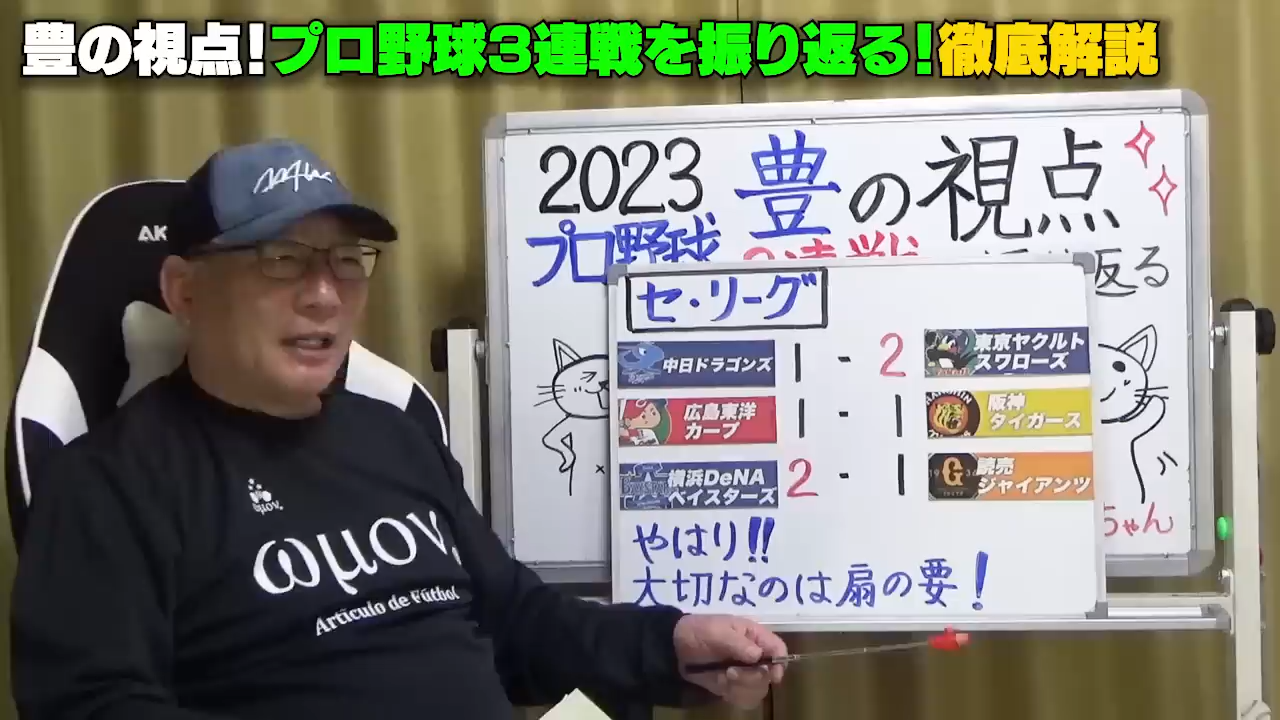 豊の視点!プロ野球3連戦を振り返る!徹底解説
2023 豊の視点
プロ野球 3連戦
返る
セ・リーグ
中日ドラゴンズ 1 - 2 東京ヤクルトスワローズ
広島東洋カープ 1 - 1 阪神タイガース
横浜DeNAベイスターズ 2 - 1 読売ジャイアンツ
やはり!!
大切なのは扇の要!
ちゃん
AK
ωμον.
ωμον.
Artículo de Fútbol